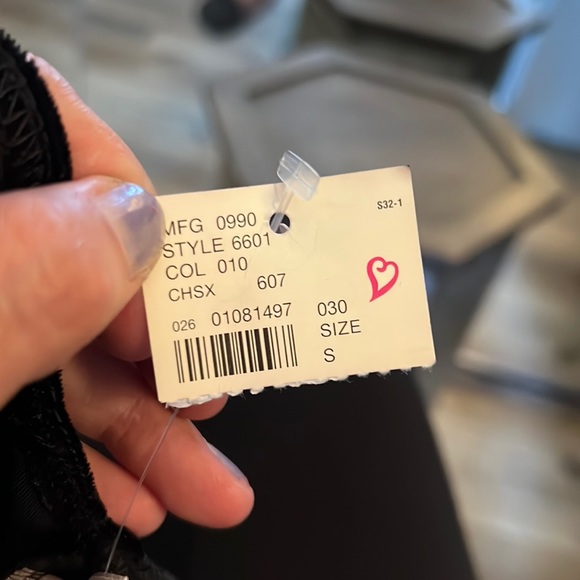 S32-1
MFG 0990
STYLE 6601
COL 010
CHSX 607
026 01081497 030
SIZE
S